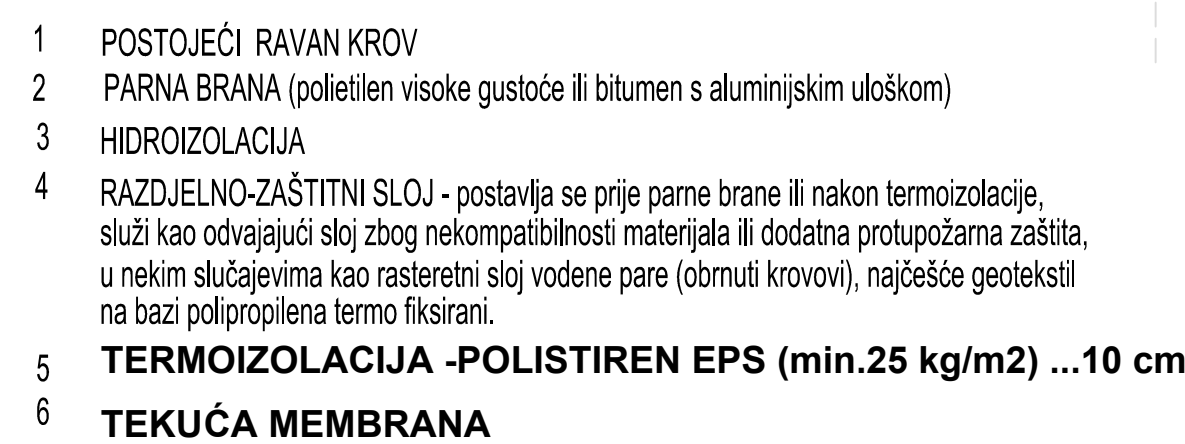 1 POSTOJEĆI RAVAN KROV
2 PARNA BRANA (polietilen visoke gustoće ili bitumen s aluminijskim uloškom)
3 HIDROIZOLACIJA
4 RAZDJELNO-ZAŠTITNI SLOJ - postavlja se prije parne brane ili nakon termoizolacije,
služi kao odvajajući sloj zbog nekompatibilnosti materijala ili dodatna protupožarna zaštita,
u nekim slučajevima kao rasteretni sloj vodene pare (obrnuti krovovi), najčešće geotekstil
na bazi polipropilena termo fiksirani.
5 TERMOIZOLACIJA -POLISTIREN EPS (min.25 kg/m2) ...10 cm
6 TEKUĆA MEMBRANA